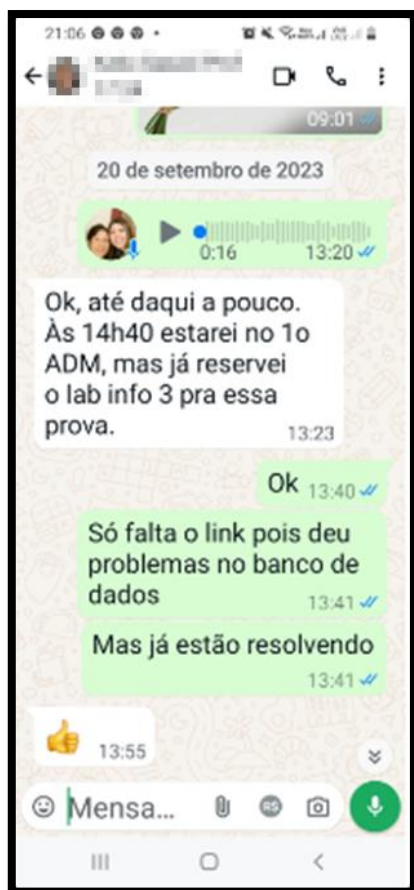 21:06
09:01
20 de setembro de 2023
0:16 13:20
Ok, até daqui a pouco.
Às 14h40 estarei no 1o
ADM, mas já reservei
o lab info 3 pra essa
prova.
13:23
Ok 13:40
Só falta o link pois deu
problemas no banco de
dados
13:41
Mas já estão resolvendo
13:41
13:55
Mensa...